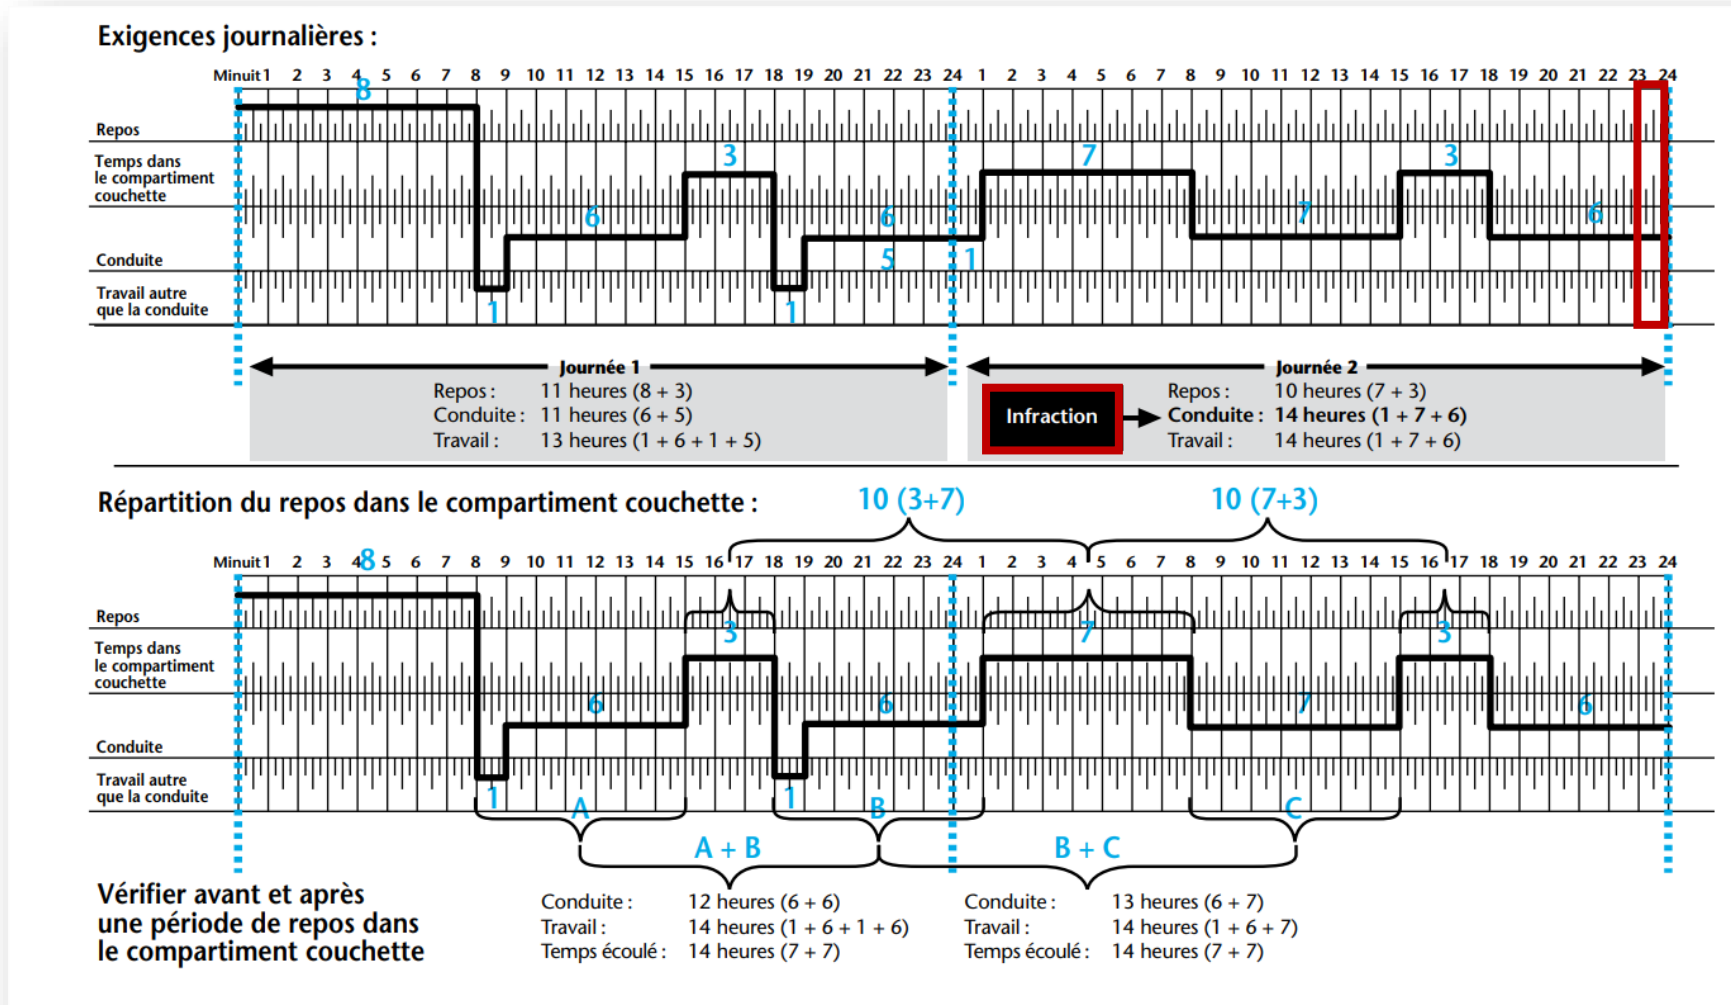 Exigences journalières :
Minuit 1 2 3 4 5 6 7 8 9 10 11 12 13 14 15 16 17 18 19 20 21 22 23 24 1 2 3 4 5 6 7 8 9 10 11 12 13 14 15 16 17 18 19 20 21 22 23 24
8
Repos
3 7 3
Temps dans
le compartiment
couchette
6 6 7 6
Conduite
5 1
Travail autre
que la conduite
1 1
Journée 1
Repos : 11 heures (8 + 3)
Conduite : 11 heures (6 + 5)
Travail : 13 heures (1 + 6 + 1 + 5)
Journée 2
Infraction
Repos : 10 heures (7 + 3)
Conduite : 14 heures (1 + 7 + 6)
Travail : 14 heures (1 + 7 + 6)
Répartition du repos dans le compartiment couchette :
10 (3+7) 10 (7+3)
Minuit 1 2 3 4 5 6 7 8 9 10 11 12 13 14 15 16 17 18 19 20 21 22 23 24 1 2 3 4 5 6 7 8 9 10 11 12 13 14 15 16 17 18 19 20 21 22 23 24
8
Repos
3 7 3
Temps dans
le compartiment
couchette
6 6 7 6
Conduite
Travail autre
que la conduite
1 1
A B C
A + B B + C
Vérifier avant et après
une période de repos dans
le compartiment couchette
Conduite : 12 heures (6 + 6)
Travail : 14 heures (1 + 6 + 1 + 6)
Temps écoulé : 14 heures (7 + 7)
Conduite : 13 heures (6 + 7)
Travail : 14 heures (1 + 6 + 7)
Temps écoulé : 14 heures (7 + 7)